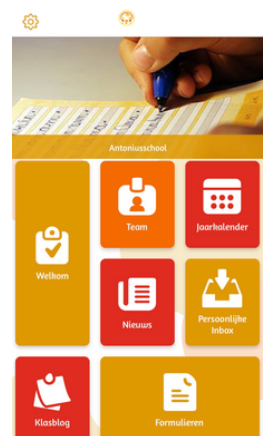 Antoniusschool
Welkom
Team
Jaarkalender
Nieuws
Persoonlijke
Inbox
Klasblog
Formulieren